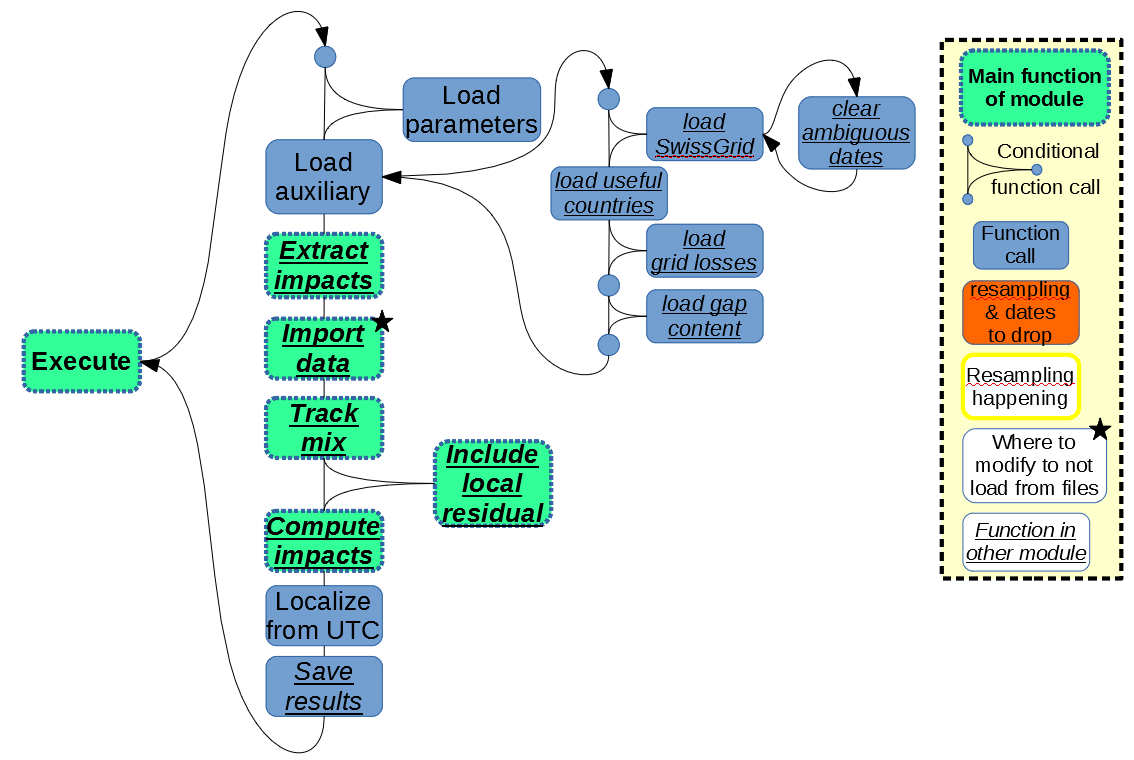 Execute
Load
parameters
Load
auxiliary
Extract
impacts
Import
data
Track
mix
Include
local
residual
Compute
impacts
Localize
from UTC
Save
results
load
SwissGrid
clear
ambiguous
dates
load useful
countries
load
grid losses
load gap
content
Main function
of module
Conditional
function call
Function
call
resampling
& dates
to drop
Resampling
happening
Where to
modify to not
load from files
Function in
other module